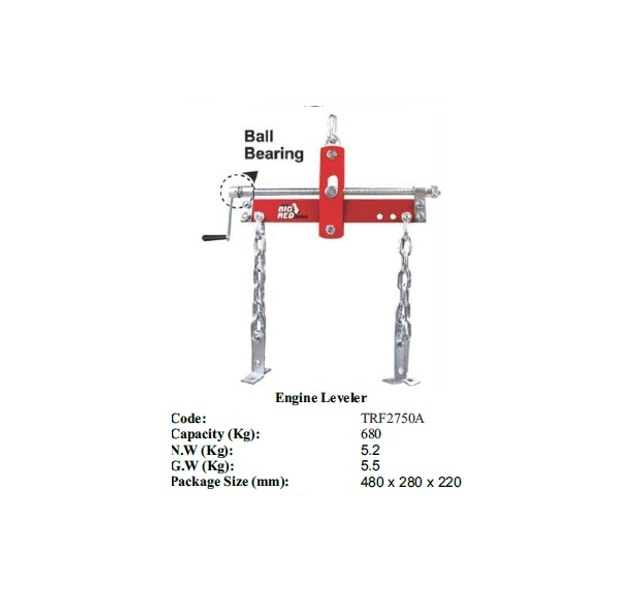 Ball
Bearing
BIG
RED
Engine Leveler
Code: TRF2750A
Capacity (Kg): 680
N.W (Kg): 5.2
G.W (Kg): 5.5
Package Size (mm): 480 x 280 x 220